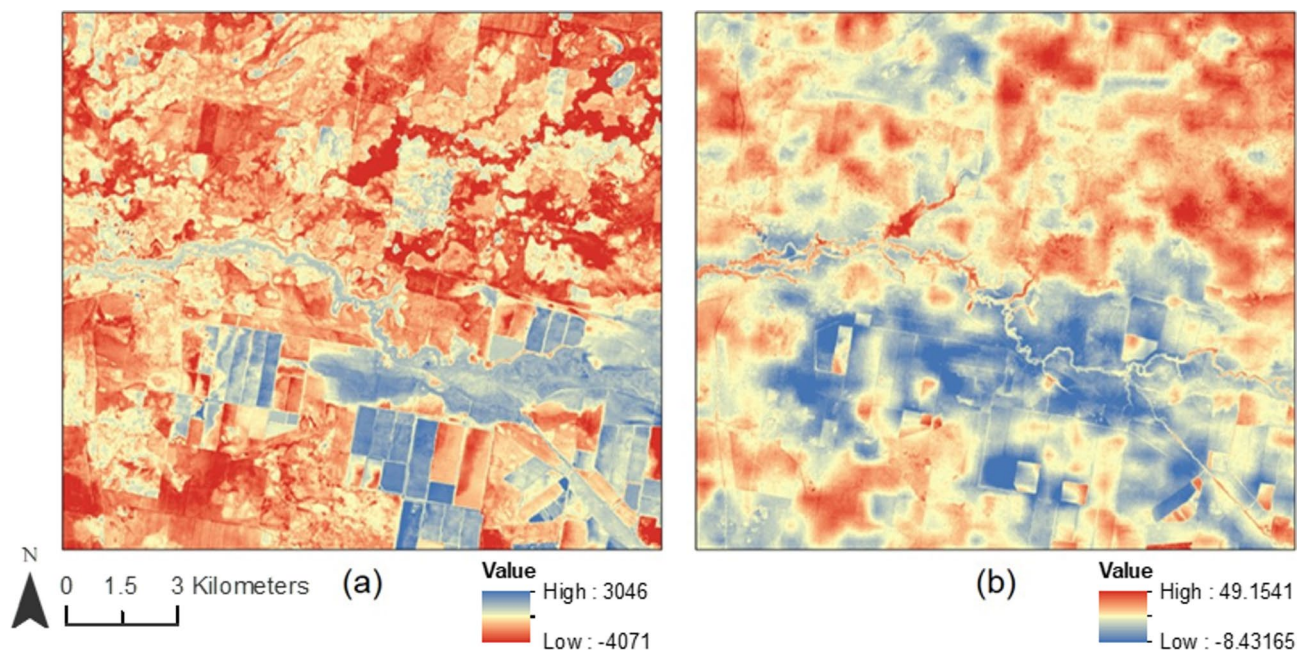 N
0 1.5 3 Kilometers
(a)
Value
High : 3046
Low : -4071
(b)
Value
High : 49.1541
Low : -8.43165